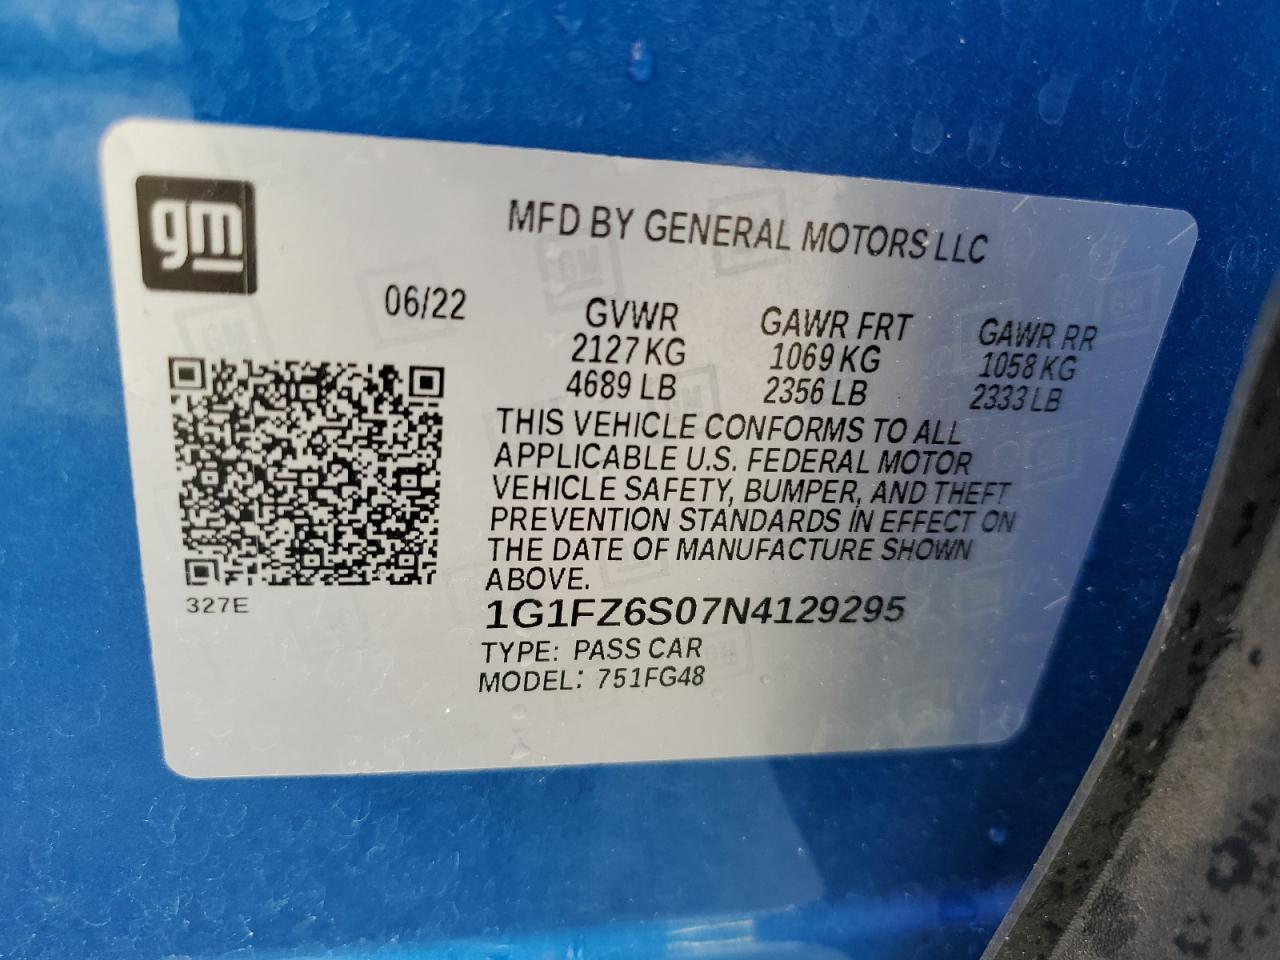 gm
MFD BY GENERAL MOTORS LLC
06/22
GVWR GAWR FRT GAWR RR
2127 KG 1069 KG 1058 KG
4689 LB 2356 LB 2333 LB
THIS VEHICLE CONFORMS TO ALL
APPLICABLE U.S. FEDERAL MOTOR
VEHICLE SAFETY, BUMPER, AND THEFT
PREVENTION STANDARDS IN EFFECT ON
THE DATE OF MANUFACTURE SHOWN
ABOVE.
327E
1G1FZ6S07N4129295
TYPE: PASS CAR
MODEL: 751FG48